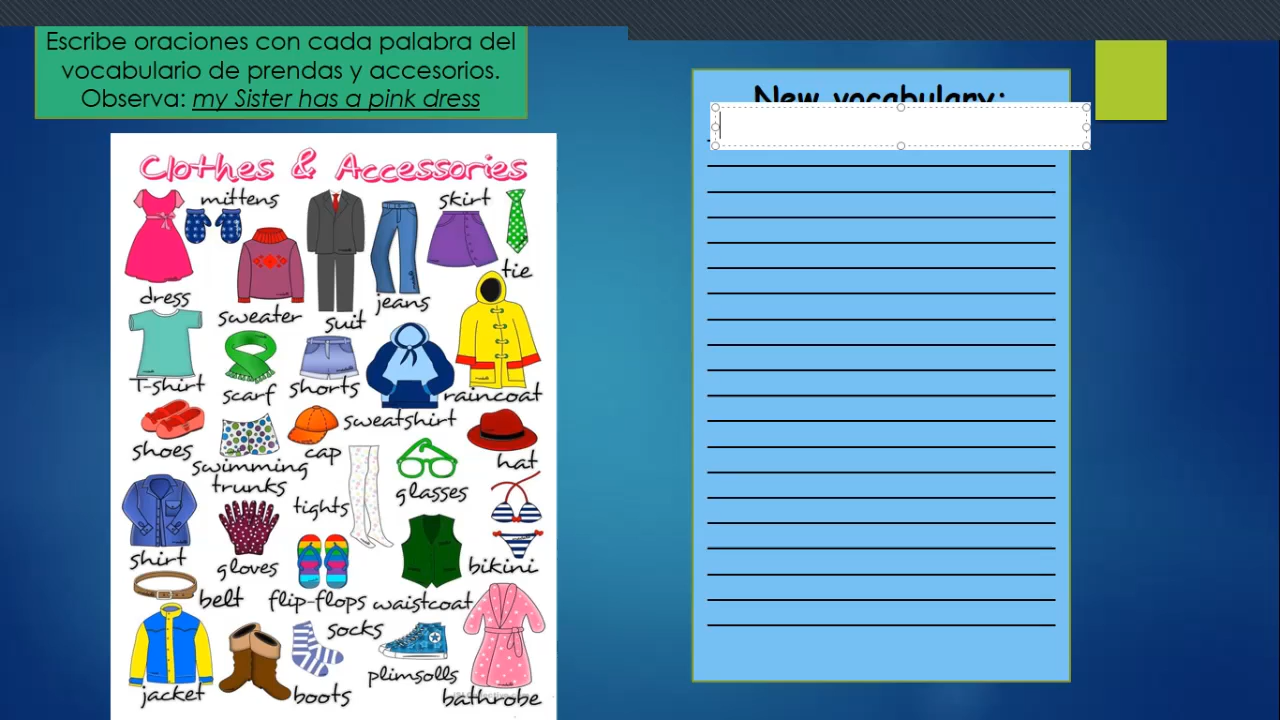 Escribe oraciones con cada palabra del
vocabulario de prendas y accesorios.
Observa: my Sister has a pink dress
New vocabulary:
Clothes & Accessories
mittens
skirt
tie
dress
sweater
suit
jeans
T-shirt
scarf
shorts
raincoat
sweatshirt
shoes
cap
hat
swimming
trunks
tights
glasses
shirt
gloves
bikini
belt
flip-flops
waistcoat
socks
plimsolls
jacket
boots
bathrobe